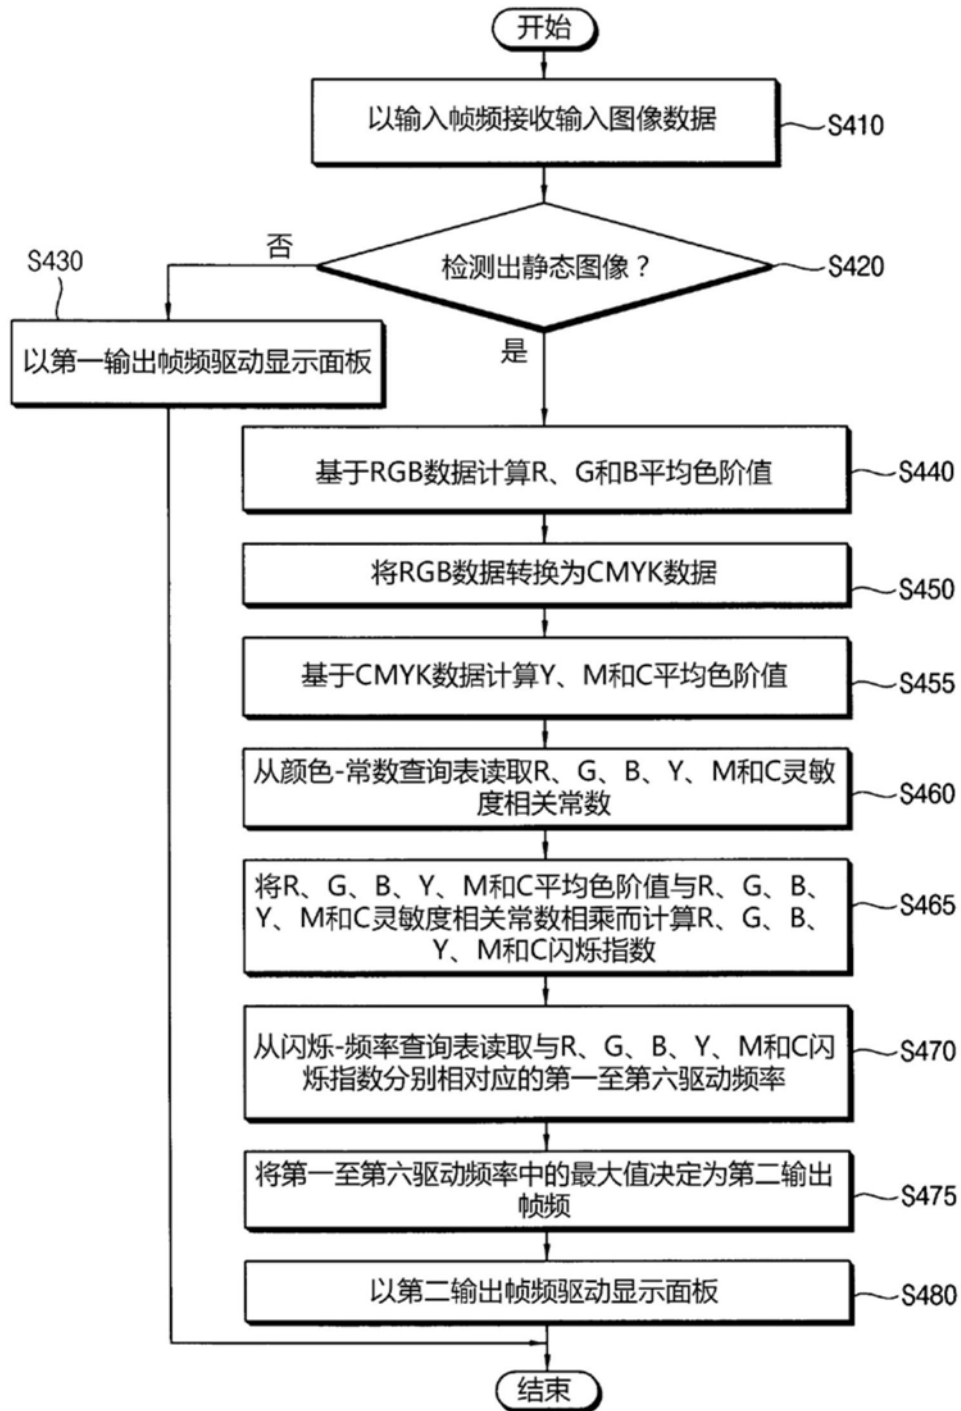 开始
以输入帧频接收输入图像数据
S410
检测出静态图像？
S420
否
S430
以第一输出帧频驱动显示面板
是
基于RGB数据计算R、G和B平均色阶值
S440
将RGB数据转换为CMYK数据
S450
基于CMYK数据计算Y、M和C平均色阶值
S455
从颜色-常数查询表读取R、G、B、Y、M和C灵敏
度相关常数
S460
将R、G、B、Y、M和C平均色阶值与R、G、B、
Y、M和C灵敏度相关常数相乘而计算R、G、B、
Y、M和C闪烁指数
S465
从闪烁-频率查询表读取与R、G、B、Y、M和C闪
烁指数分别相对应的第一至第六驱动频率
S470
将第一至第六驱动频率中的最大值决定为第二输出
帧频
S475
以第二输出帧频驱动显示面板
S480
结束